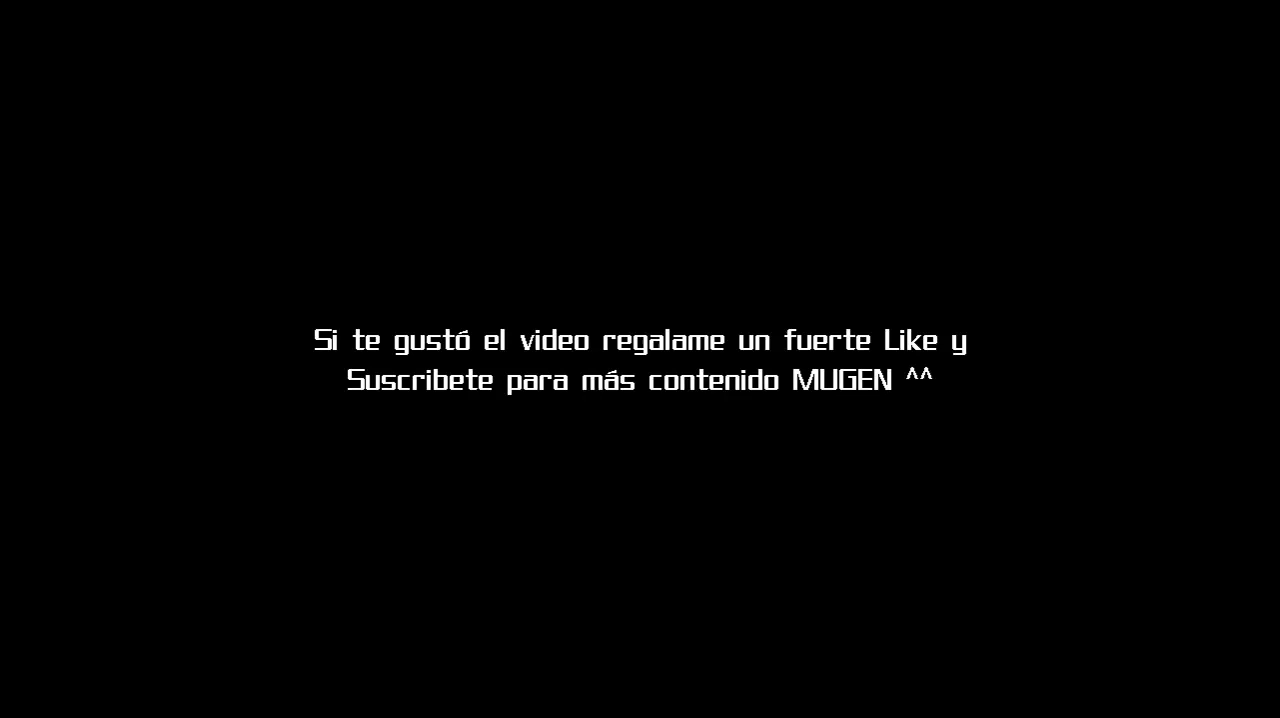 Si te gustó el video regalame un fuerte Like y
Suscribete para más contenido MUGEN ^^